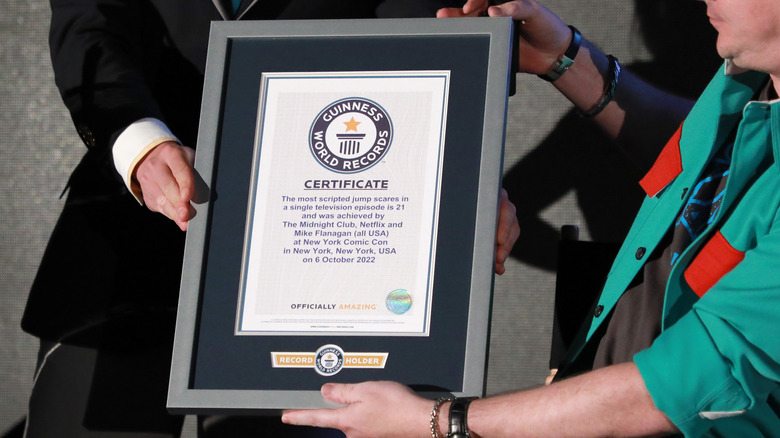 GUINNESS
WORLD RECORDS
CERTIFICATE
The most scripted jump scares in
a single television episode is 21
and was achieved by
The Midnight Club, Netflix and
Mike Flanagan (all USA)
at New York Comic Con
in New York, New York, USA
on 6 October 2022
OFFICIALLY AMAZING
RECORD HOLDER